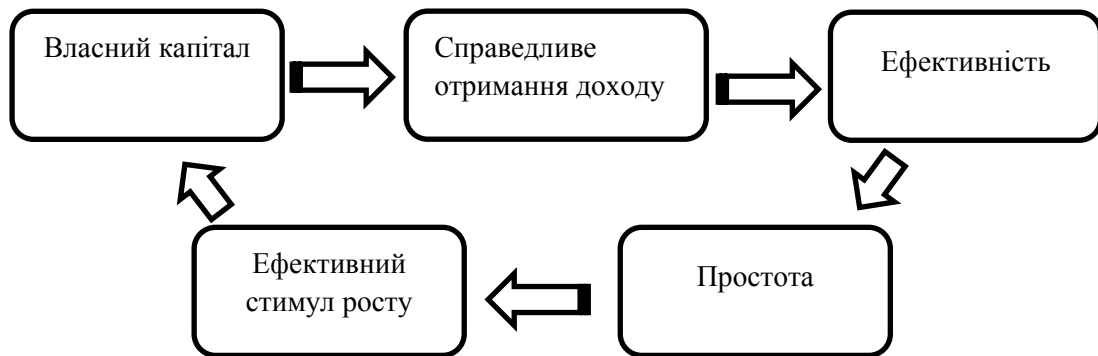 Власний капітал
Справедливе
отримання доходу
Ефективність
Ефективний
стимул росту
Простота